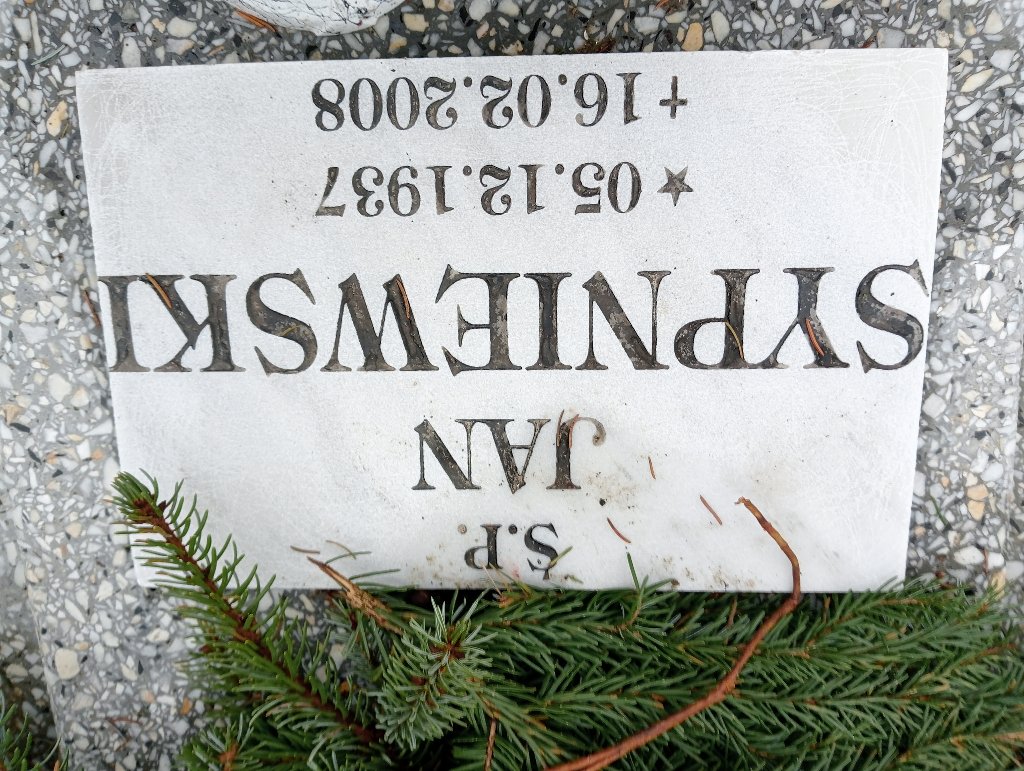 Ś.P.
JAN
SYPNIEWSKI
★ 05.12.1937
+ 16.02.2008